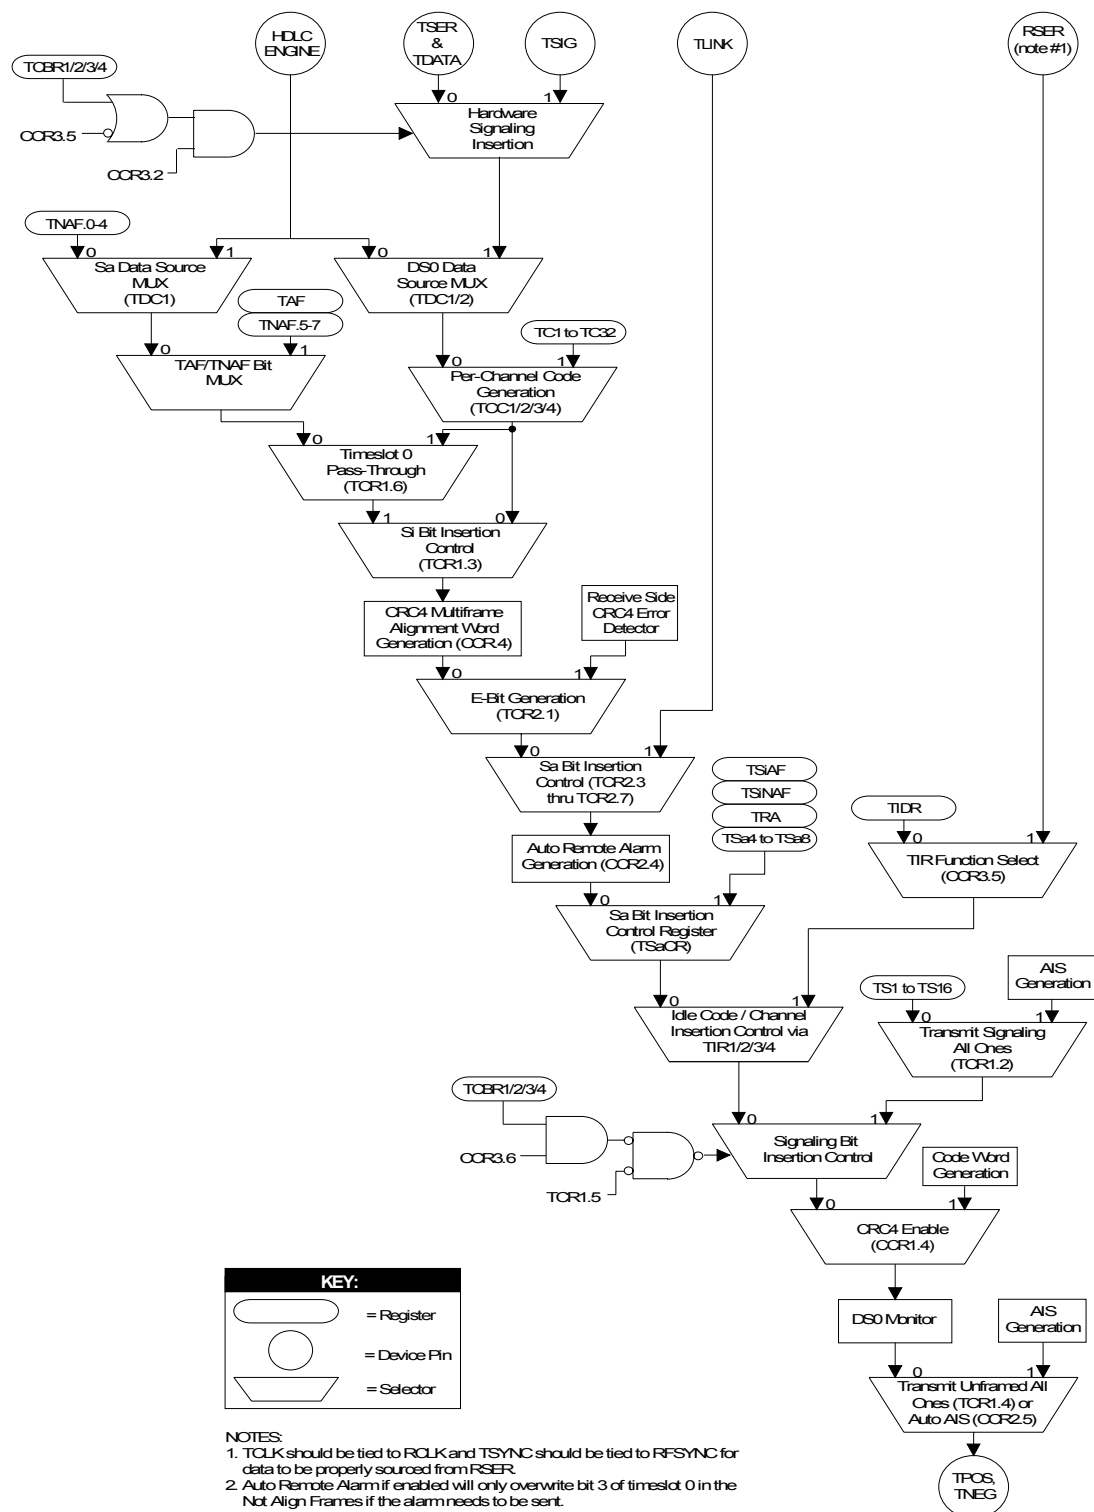 HDLC
ENGINE
TSER
&
TDATA
TSIG
TLINK
RSER
(note #1)
TCBR1/2/3/4
CCR3.5
CCR3.2
0
1
Hardware
Signaling
Insertion
TNAF.0-4
0
1
Sa Data Source
MUX
(TDC1)
0
1
DS0 Data
Source MUX
(TDC1/2)
TAF
TNAF.5-7
0
1
TAF/TNAF Bit
MUX
TC1 to TC32
0
1
Per-Channel Code
Generation
(TCC1/2/3/4)
0
1
Timeslot 0
Pass-Through
(TCR1.6)
1
0
Si Bit Insertion
Control
(TCR1.3)
CRC4 Multiframe
Alignment Word
Generation (CCR.4)
Receive Side
CRC4 Error
Detector
0
1
E-Bit Generation
(TCR2.1)
0
1
Sa Bit Insertion
Control (TCR2.3
thru TCR2.7)
TSiAF
TSiNAF
TRA
TSa4 to TSa8
Auto Remote Alarm
Generation (CCR2.4)
0
1
Sa Bit Insertion
Control Register
(TSaCR)
TIDR
0
1
TIR Function Select
(CCR3.5)
0
1
Idle Code / Channel
Insertion Control via
TIR1/2/3/4
TS1 to TS16
AIS
Generation
0
1
Transmit Signaling
All Ones
(TCR1.2)
TCBR1/2/3/4
CCR3.6
TCR1.5
0
1
Signaling Bit
Insertion Control
Code Word
Generation
0
1
CRC4 Enable
(CCR1.4)
DS0 Monitor
AIS
Generation
0
1
Transmit Unframed All
Ones (TCR1.4) or
Auto AIS (CCR2.5)
TPOS,
TNEG
KEY:
= Register
= Device Pin
= Selector
NOTES:
1. TCLK should be tied to RCLK and TSYNC should be tied to RFSYNC for
data to be properly sourced from RSER.
2. Auto Remote Alarm if enabled will only overwrite bit 3 of timeslot 0 in the
Not Align Frames if the alarm needs to be sent.